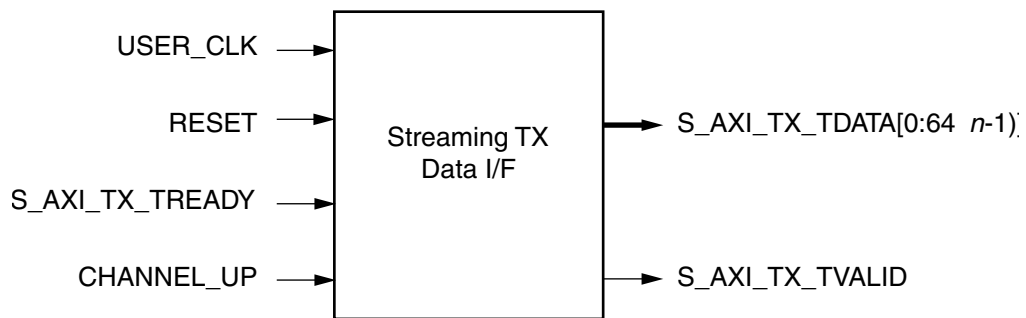 USER_CLK
RESET
S_AXI_TX_TREADY
CHANNEL_UP
Streaming TX
Data I/F
S_AXI_TX_TDATA[0:64 n-1)]
S_AXI_TX_TVALID